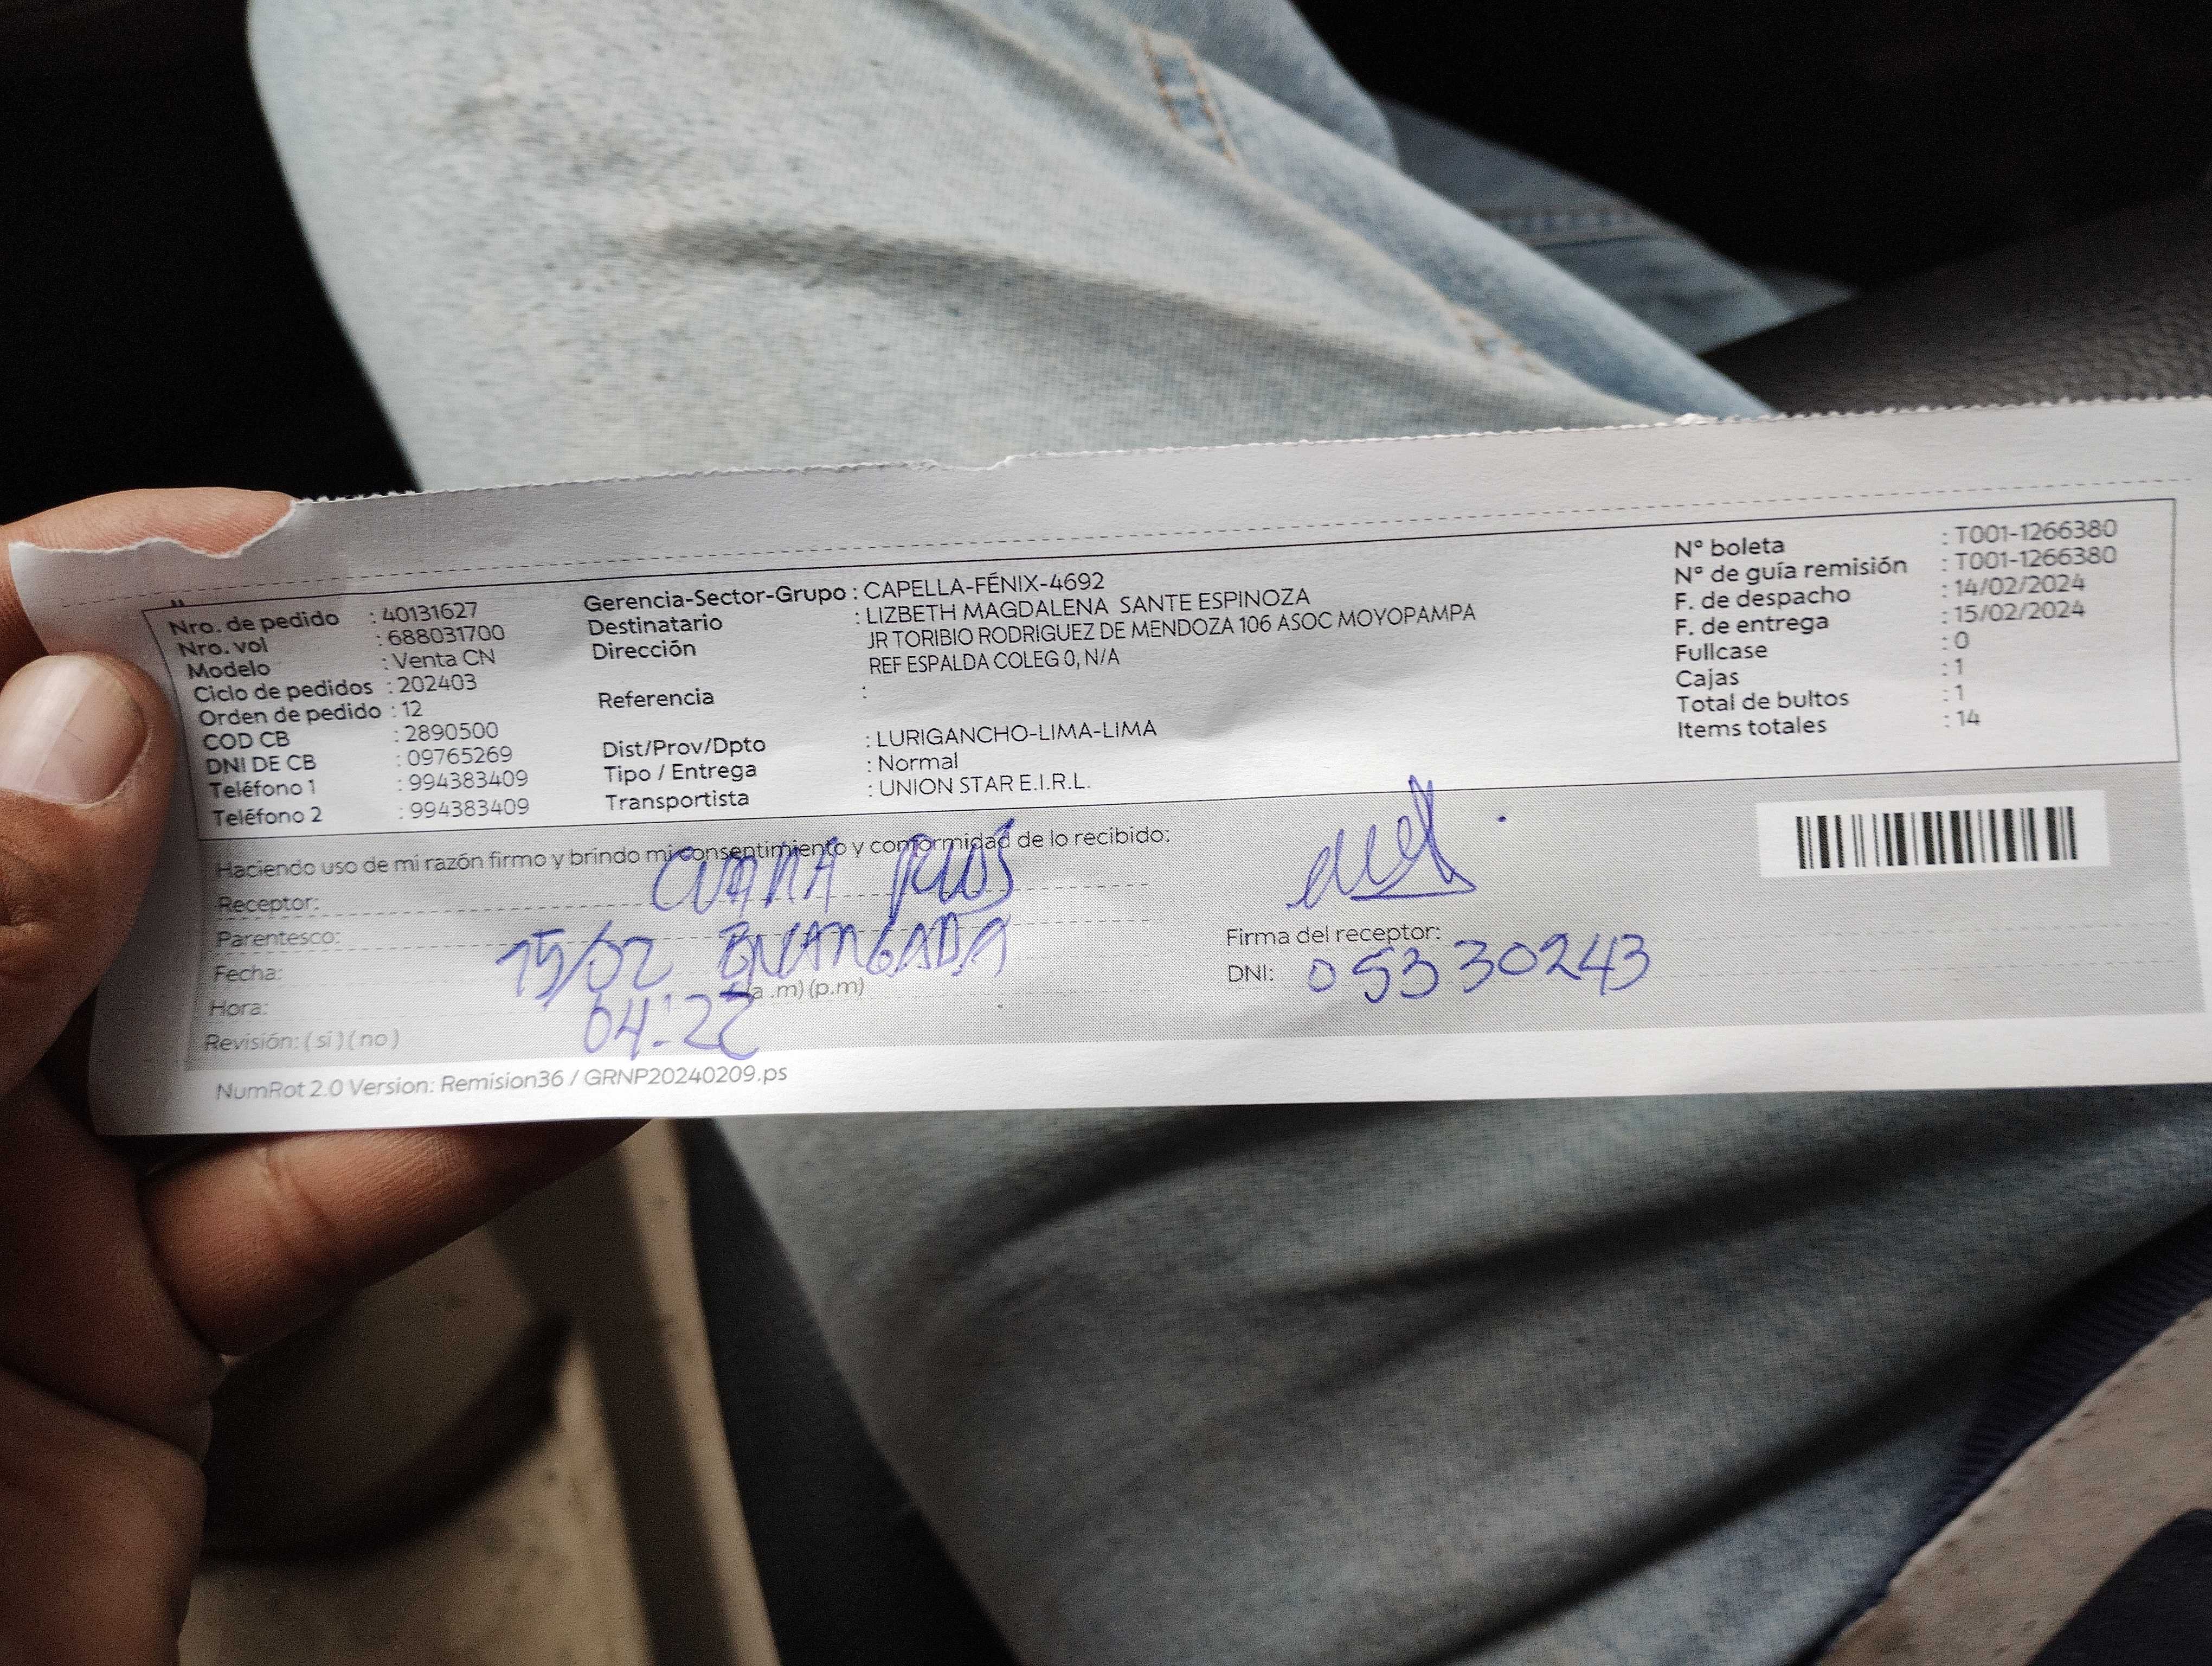 Nro. de pedido : 40131627
Nro. vol : 688031700
Modelo : Venta CN
Ciclo de pedidos : 202403
Orden de pedido : 12
COD CB : 2890500
DNI DE CB : 09765269
Teléfono 1 : 994383409
Teléfono 2 : 994383409
Gerencia-Sector-Grupo : CAPELLA-FÉNIX-4692
Destinatario : LIZBETH MAGDALENA SANTE ESPINOZA
Dirección JR TORIBIO RODRIGUEZ DE MENDOZA 106 ASOC MOYOPAMPA
REF ESPALDA COLEG 0, N/A
Referencia :
Dist/Prov/Dpto : LURIGANCHO-LIMA-LIMA
Tipo / Entrega : Normal
Transportista : UNION STAR E.I.R.L.
N° boleta : T001-1266380
N° de guía remisión : T001-1266380
F. de despacho : 14/02/2024
F. de entrega : 15/02/2024
Fullcase : 0
Cajas : 1
Total de bultos : 1
Items totales : 14
Haciendo uso de mi razón firmo y brindo mi consentimiento y conformidad de lo recibido:
Receptor:
Parentesco:
Fecha: 15/02
Hora: 04:22 (a .m) (p.m)
Revisión: ( si ) ( no )
Firma del receptor:
DNI: 05330243
NumRot 2.0 Version: Remision36 / GRNP20240209.ps